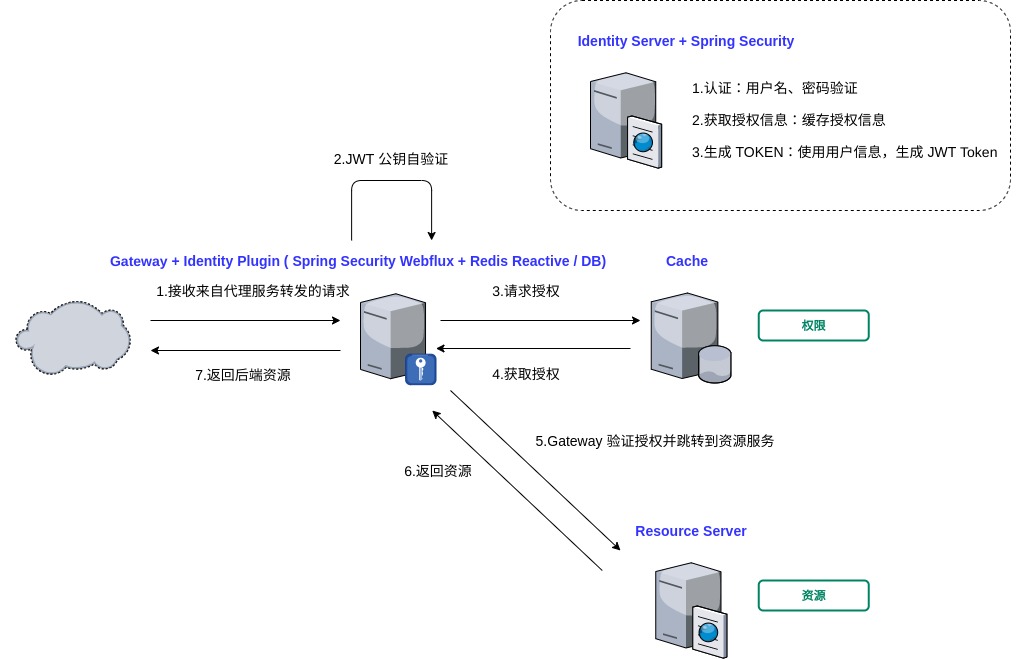 Identity Server + Spring Security
1.认证：用户名、密码验证
2.获取授权信息：缓存授权信息
3.生成 TOKEN：使用用户信息，生成 JWT Token
2.JWT 公钥自验证
Gateway + Identity Plugin ( Spring Security Webflux + Redis Reactive / DB)
Cache
1.接收来自代理服务转发的请求
3.请求授权
权限
7.返回后端资源
4.获取授权
5.Gateway 验证授权并跳转到资源服务
6.返回资源
Resource Server
资源